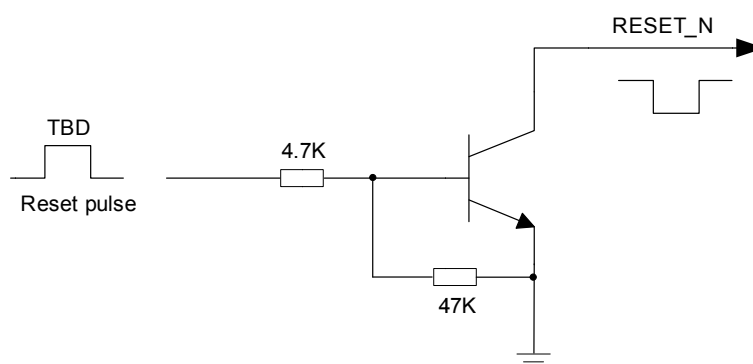 RESET_N
TBD
4.7K
Reset pulse
47K